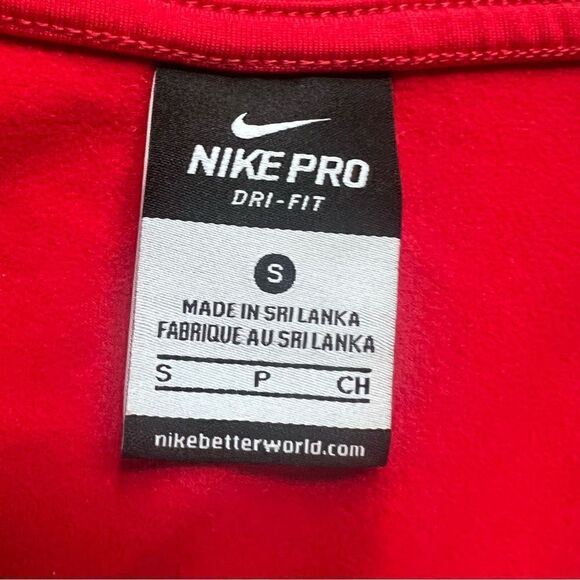 NIKE PRO
DRI-FIT
S
MADE IN SRI LANKA
FABRIQUE AU SRI LANKA
S P CH
nikebetterworld.com